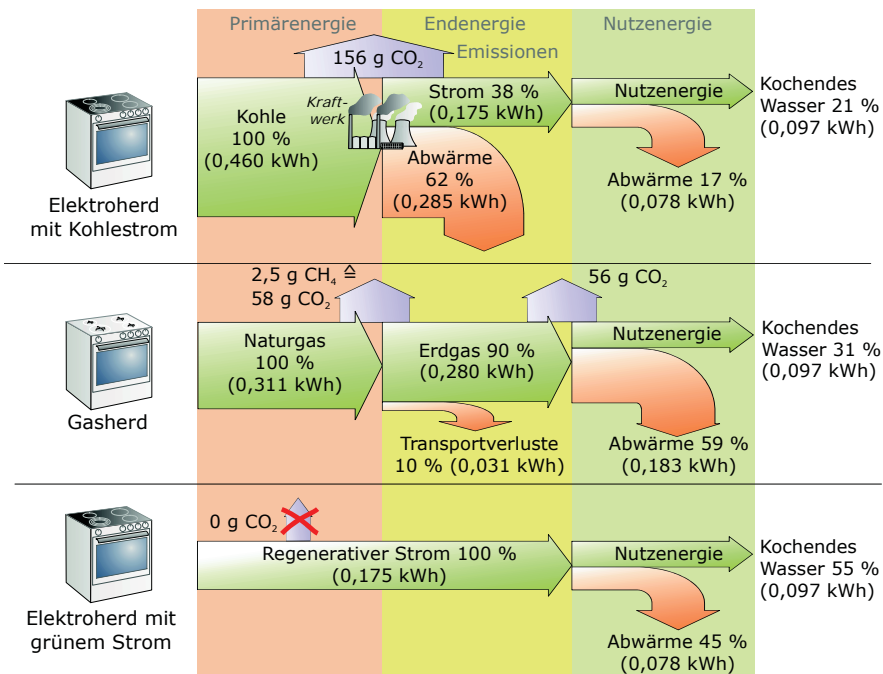 Primärenergie
Endenergie
Nutzenergie
Emissionen
156 g CO₂
Kraft-
werk
Kohle
100 %
(0,460 kWh)
Strom 38 %
(0,175 kWh)
Abwärme
62 %
(0,285 kWh)
Nutzenergie
Abwärme 17 %
(0,078 kWh)
Kochendes
Wasser 21 %
(0,097 kWh)
Elektroherd
mit Kohlestrom
2,5 g CH₄ ≙
58 g CO₂
56 g CO₂
Naturgas
100 %
(0,311 kWh)
Erdgas 90 %
(0,280 kWh)
Transportverluste
10 % (0,031 kWh)
Nutzenergie
Abwärme 59 %
(0,183 kWh)
Kochendes
Wasser 31 %
(0,097 kWh)
Gasherd
0 g CO₂
Regenerativer Strom 100 %
(0,175 kWh)
Nutzenergie
Abwärme 45 %
(0,078 kWh)
Kochendes
Wasser 55 %
(0,097 kWh)
Elektroherd mit
grünem Strom